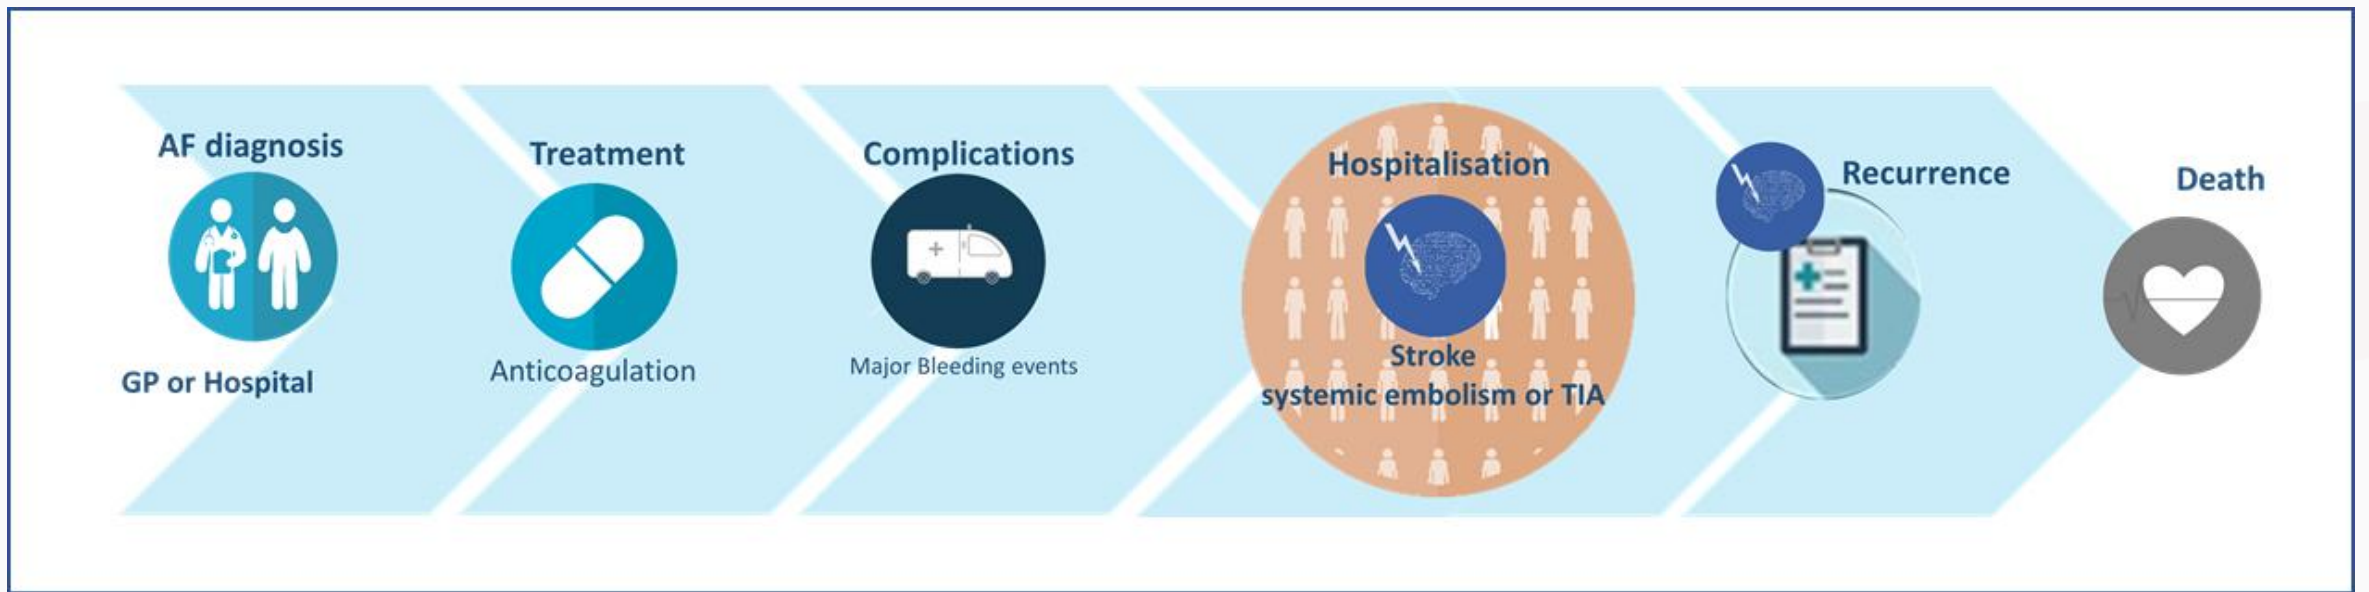 AF diagnosis
GP or Hospital
Treatment
Anticoagulation
Complications
Major Bleeding events
Hospitalisation
Stroke
systemic embolism or TIA
Recurrence
Death